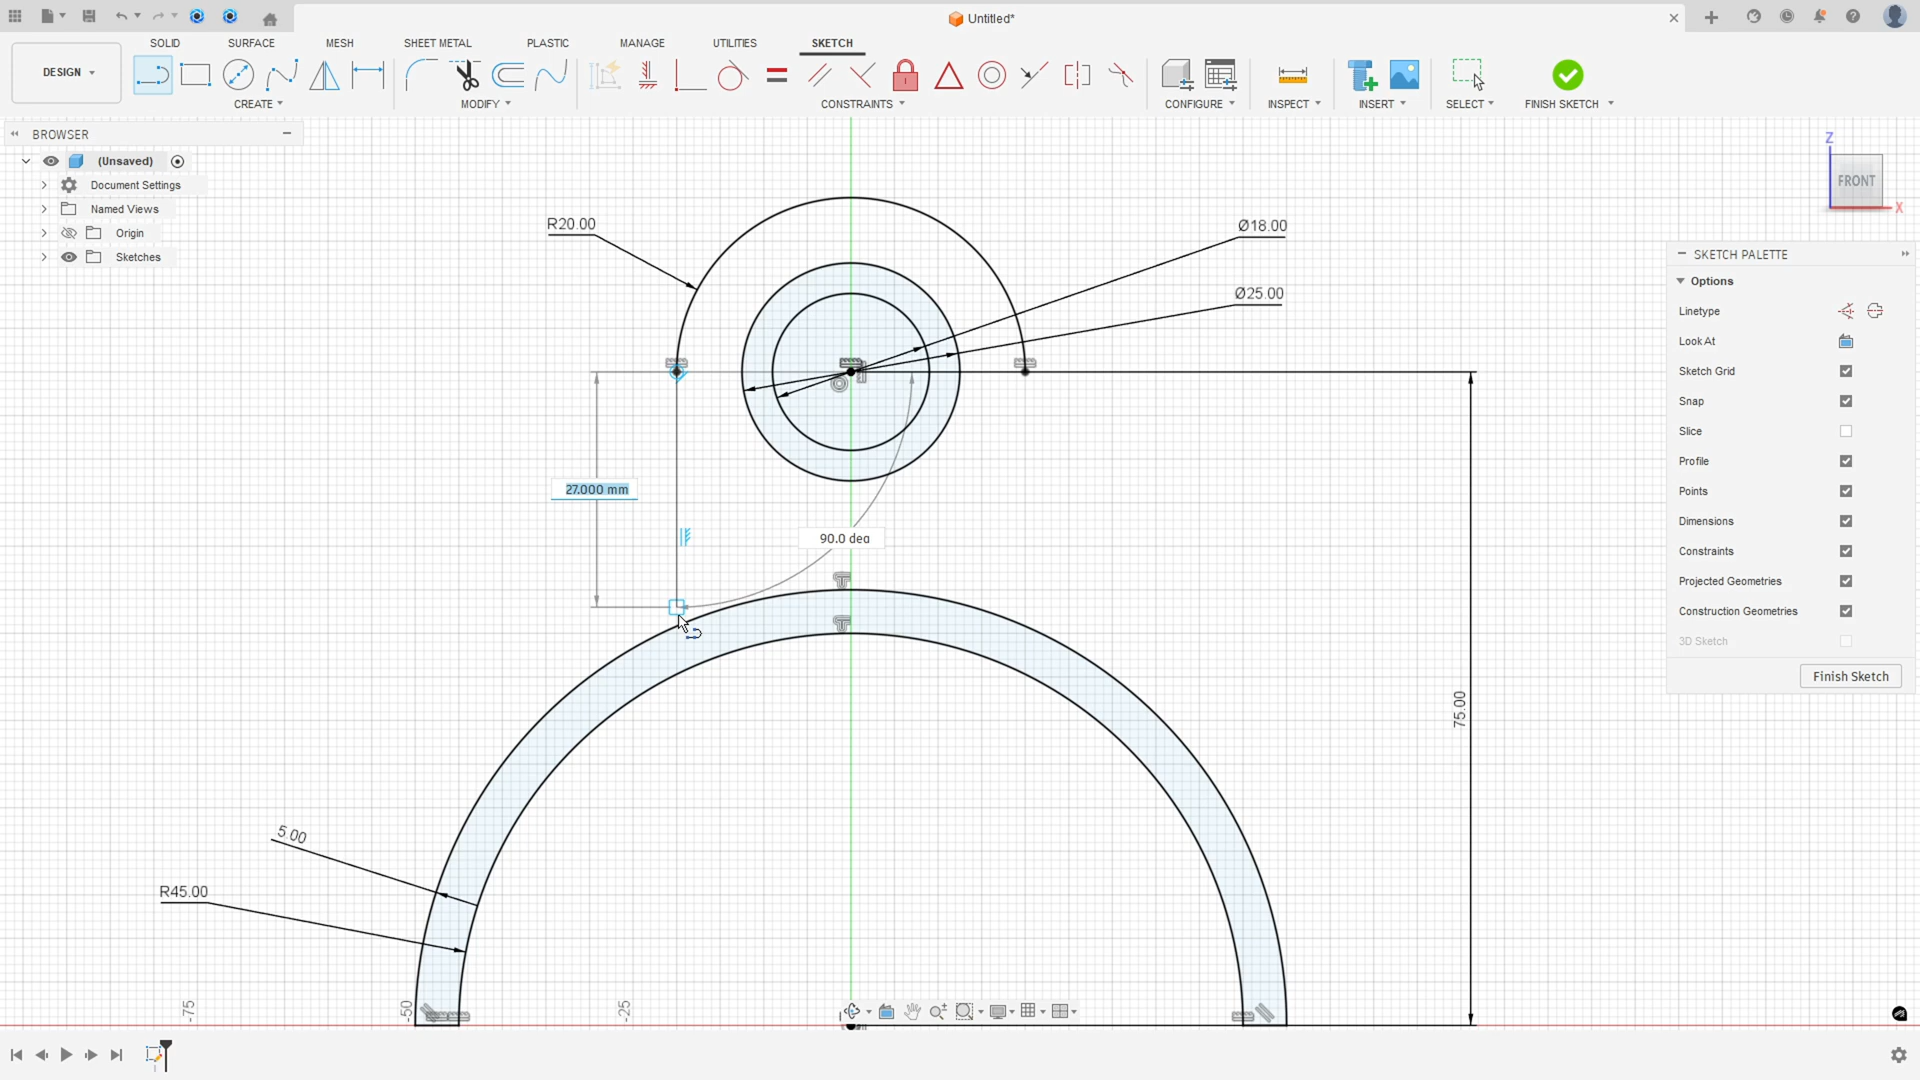 Untitled*
SOLID SURFACE MESH SHEET METAL PLASTIC MANAGE UTILITIES SKETCH
DESIGN
CREATE MODIFY CONSTRAINTS CONFIGURE INSPECT INSERT SELECT FINISH SKETCH
BROWSER
(Unsaved)
Document Settings
Named Views
Origin
Sketches
Z
FRONT
X
R20.00
Ø18.00
Ø25.00
27.000 mm
90.0 deg
75.00
5.00
R45.00
-75
-50
-25
SKETCH PALETTE
Options
Linetype
Look At
Sketch Grid
Snap
Slice
Profile
Points
Dimensions
Constraints
Projected Geometries
Construction Geometries
3D Sketch
Finish Sketch